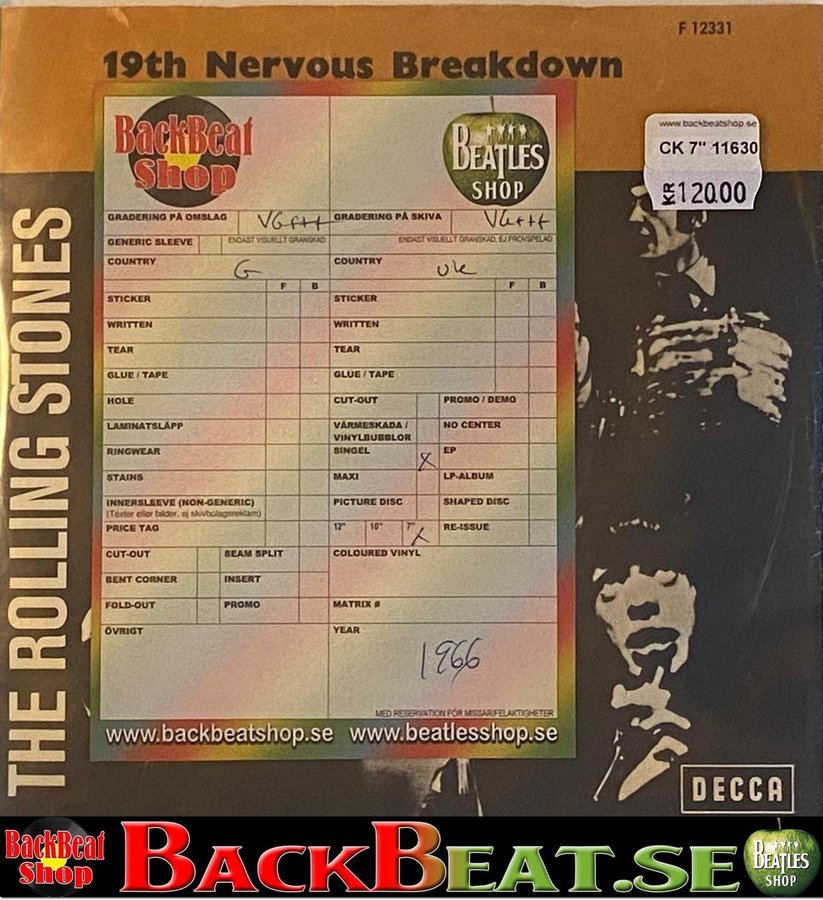 F 12331
19th Nervous Breakdown
www.backbeatshop.se
CK 7" 11630
KR 120.00
THE ROLLING STONES
BackBeat Shop
BEATLES SHOP
GRADERING PÅ OMSLAG VG+++ GRADERING PÅ SKIVA VG+++
GENERIC SLEEVE ENDAST VISUELLT GRANSKAD ENDAST VISUELLT GRANSKAD, EJ PROVSPELAD
COUNTRY G COUNTRY UK
F B F B
STICKER STICKER
WRITTEN WRITTEN
TEAR TEAR
GLUE / TAPE GLUE / TAPE
HOLE CUT-OUT PROMO / DEMO
LAMINATSLÄPP VÄRMESKADA / VINYLBUBBLOR NO CENTER
RINGWEAR SINGEL X EP
STAINS MAXI LP-ALBUM
INNERSLEEVE (NON-GENERIC) PICTURE DISC SHAPED DISC
(Texter eller bilder, ej skivbolagsreklam)
PRICE TAG 12" 10" 7" X RE-ISSUE
CUT-OUT SEAM SPLIT COLOURED VINYL
BENT CORNER INSERT
FOLD-OUT PROMO MATRIX #
ÖVRIGT YEAR
1966
MED RESERVATION FÖR MISSAR/FELAKTIGHETER
www.backbeatshop.se www.beatlesshop.se
DECCA
BackBeat Shop BACKBEAT.SE BEATLES SHOP